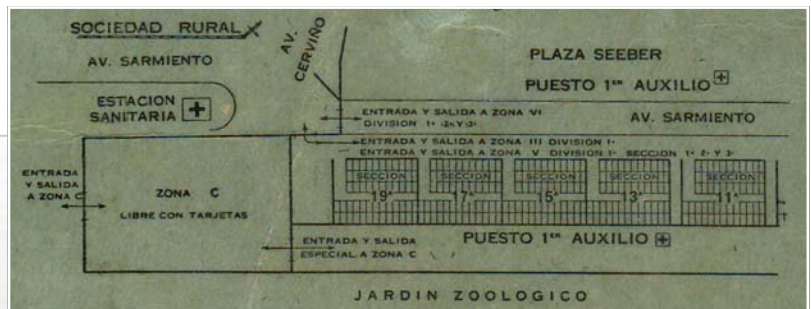 SOCIEDAD RURAL
AV. CERVIÑO
AV. SARMIENTO
PLAZA SEEBER
PUESTO 1ER AUXILIO
ESTACION
SANITARIA
ENTRADA Y SALIDA A ZONA VI
DIVISION 1ª 2ª Y 3ª
AV. SARMIENTO
ENTRADA Y SALIDA A ZONA III DIVISION 1ª
ENTRADA Y SALIDA A ZONA V DIVISION 1ª SECCION 1ª 2ª Y 3ª
ENTRADA
Y SALIDA
A ZONA C
ZONA C
LIBRE CON TARJETAS
SECCION
19ª
SECCION
17ª
SECCION
15ª
SECCION
13ª
SECCION
11ª
ENTRADA Y SALIDA
ESPECIAL A ZONA C
PUESTO 1ER AUXILIO
JARDIN ZOOLOGICO